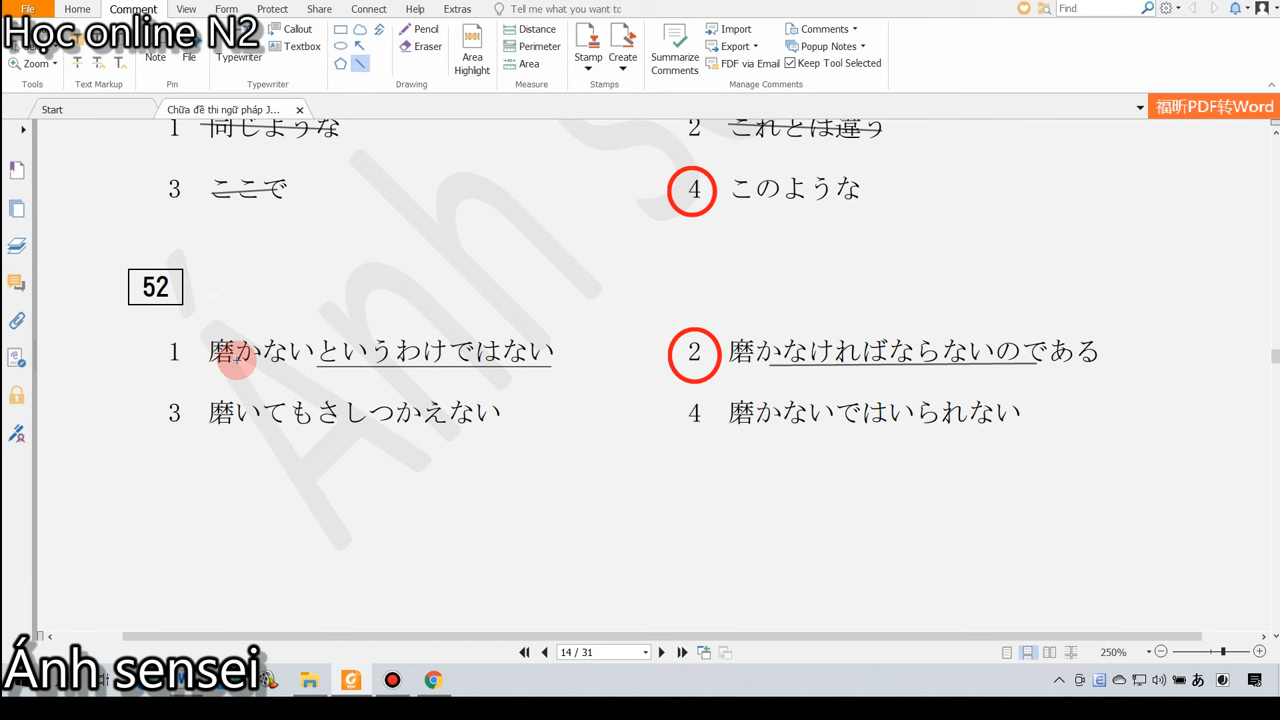 File Home Comment View Form Protect Share Connect Help Extras Tell me what you want to Find
Học online N2
Callout Pencil Distance Import Comments
Textbox Eraser Perimeter Export Popup Notes
Zoom Typewriter Note File Area Highlight Area Stamp Create Summarize Comments FDF via Email Keep Tool Selected
Tools Text Markup Typewriter Drawing Measure Stamps Manage Comments
Start Chữa đề thi ngữ pháp J... 福昕PDF转Word
1 同じような 2 これとは違う
3 ここで 4 このような
52
1 磨かないというわけではない 2 磨かなければならないのである
3 磨いてもさしつかえない 4 磨かないではいられない
14 / 31 250%
Ánh sensei
あ